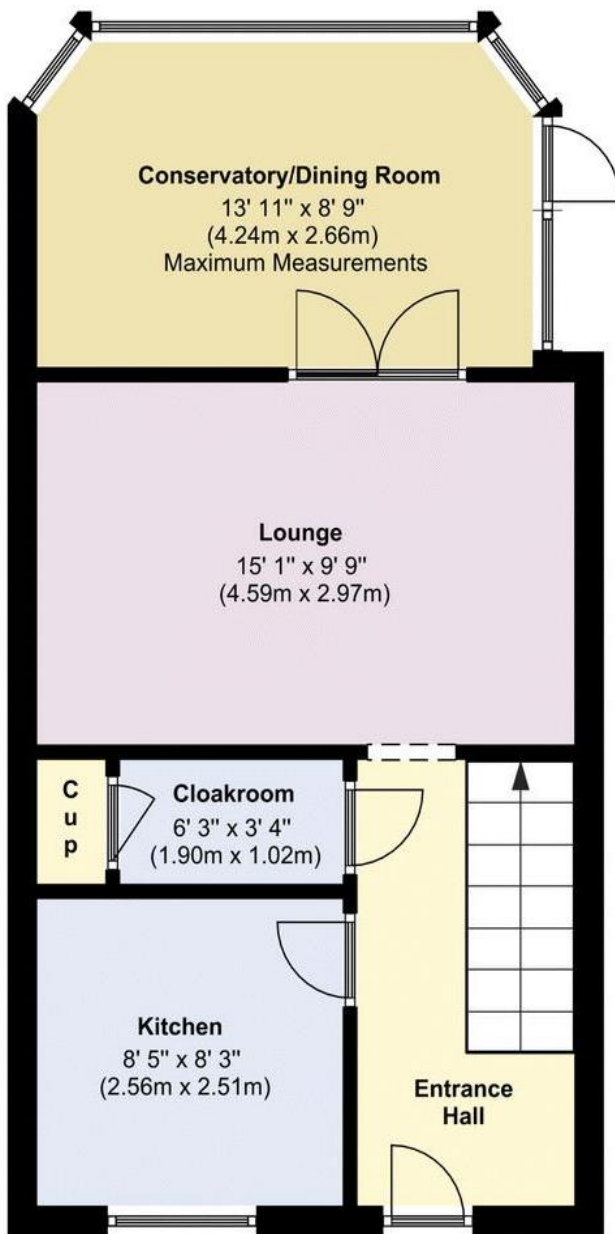 Conservatory/Dining Room
13' 11" x 8' 9"
(4.24m x 2.66m)
Maximum Measurements
Lounge
15' 1" x 9' 9"
(4.59m x 2.97m)
C
u
p
Cloakroom
6' 3" x 3' 4"
(1.90m x 1.02m)
Kitchen
8' 5" x 8' 3"
(2.56m x 2.51m)
Entrance
Hall